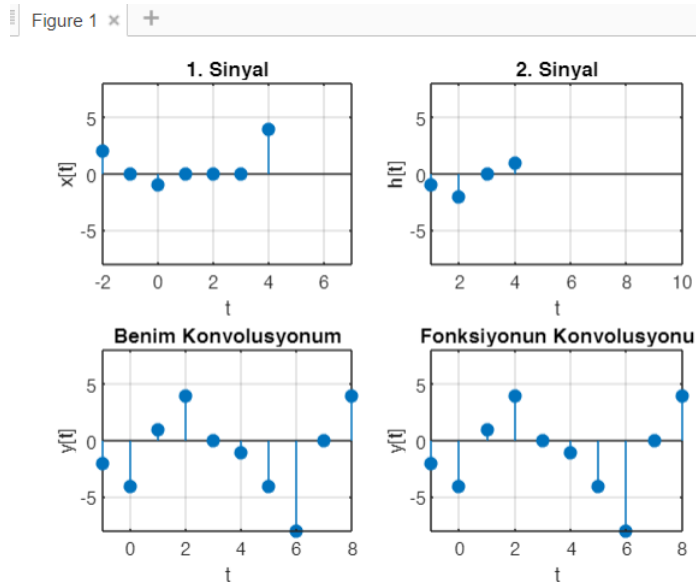 Figure 1 × +
1. Sinyal
x[t]
5
0
-5
-2 0 2 4 6
t
2. Sinyal
h[t]
5
0
-5
2 4 6 8 10
t
Benim Konvolusyonum
y[t]
5
0
-5
0 2 4 6 8
t
Fonksiyonun Konvolusyonu
y[t]
5
0
-5
0 2 4 6 8
t